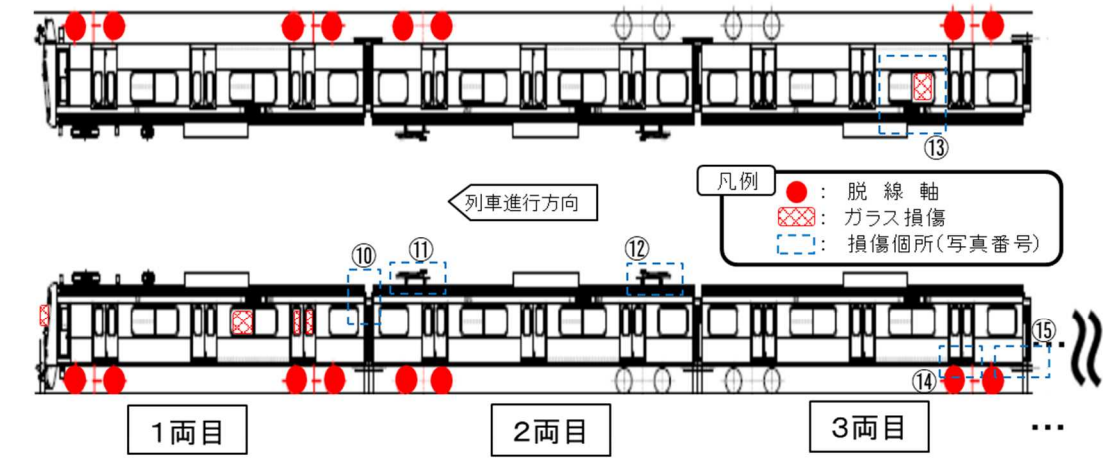 ⑬
凡例
：脱線軸
：ガラス損傷
：損傷個所(写真番号)
列車進行方向
⑩
⑪
⑫
⑮
…
⑭
1両目
2両目
3両目
…